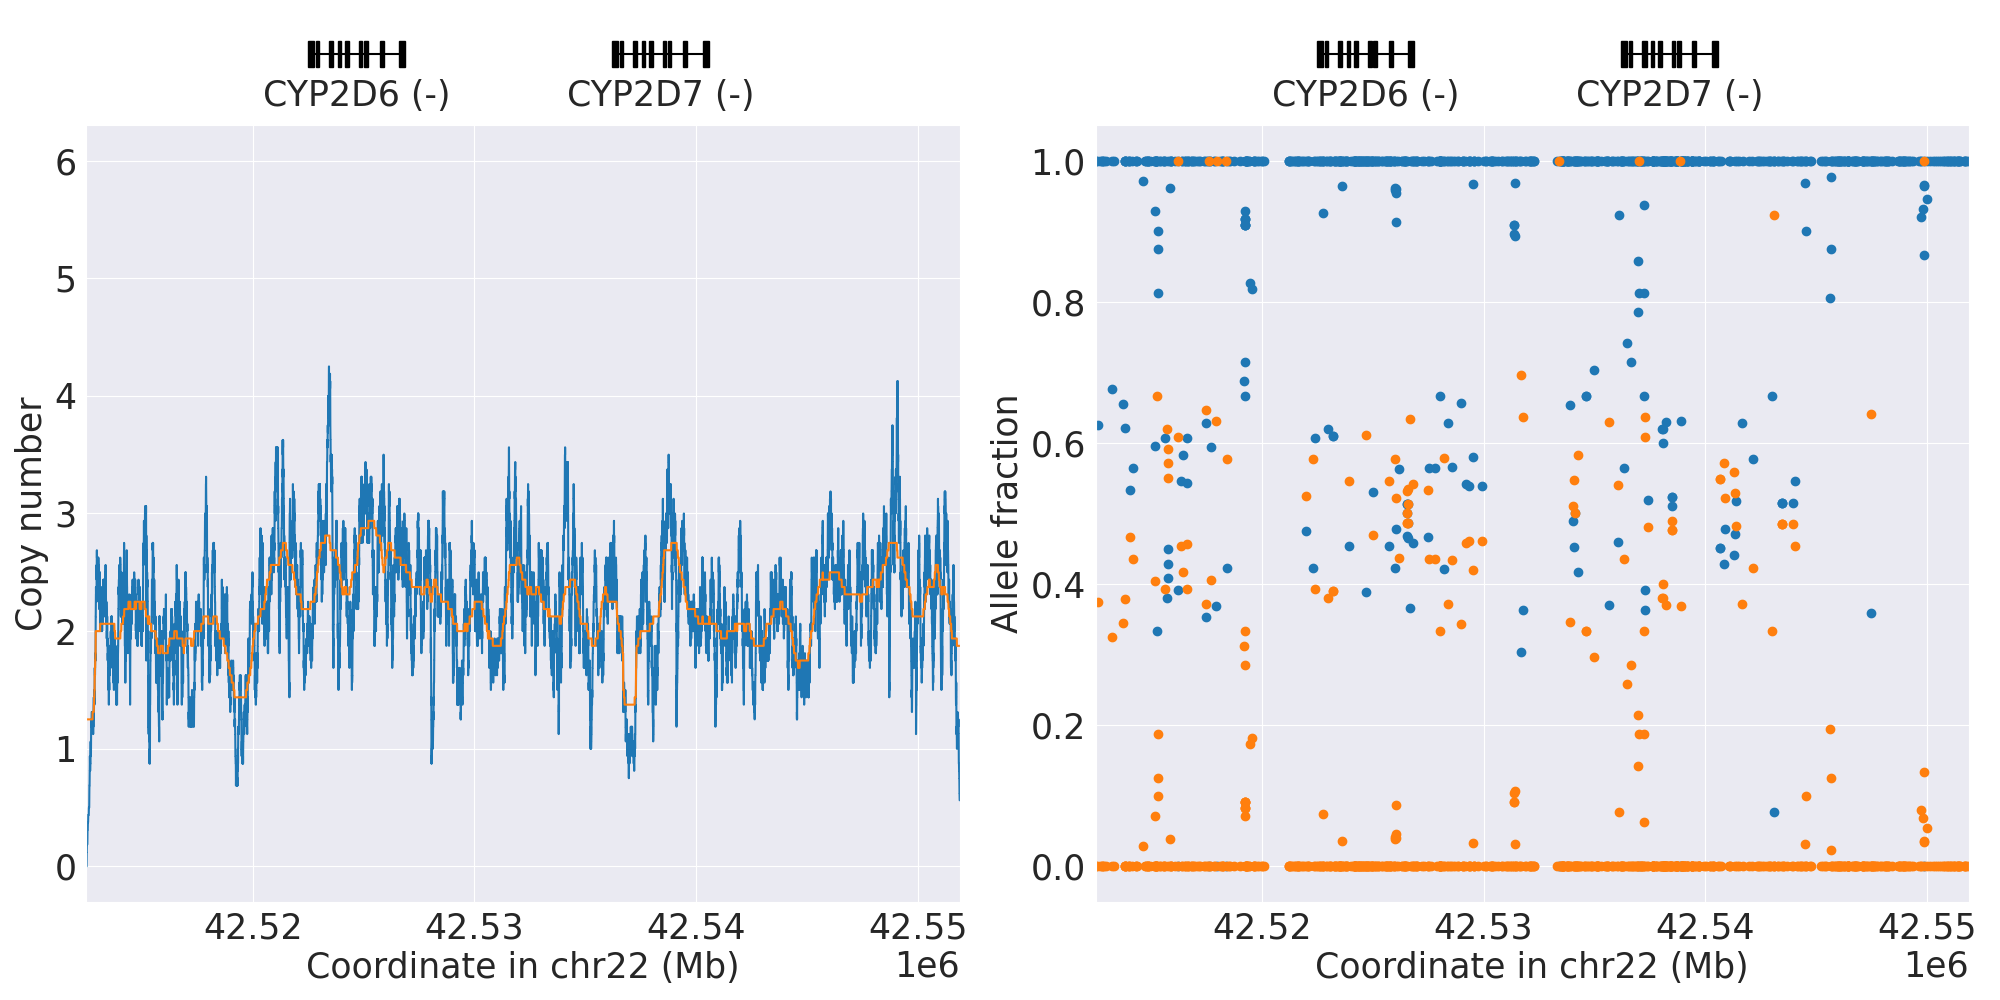 CYP2D6 (-) CYP2D7 (-)
6
5
4
3
2
1
0
Copy number
42.52 42.53 42.54 42.55
Coordinate in chr22 (Mb)
1e6
CYP2D6 (-) CYP2D7 (-)
1.0
0.8
0.6
0.4
0.2
0.0
Allele fraction
42.52 42.53 42.54 42.55
Coordinate in chr22 (Mb)
1e6